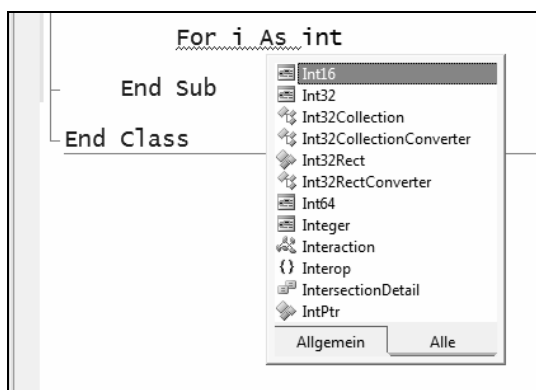 For i As int
End Sub
End Class
Int16
Int32
Int32Collection
Int32CollectionConverter
Int32Rect
Int32RectConverter
Int64
Integer
Interaction
Interop
IntersectionDetail
IntPtr
Allgemein Alle